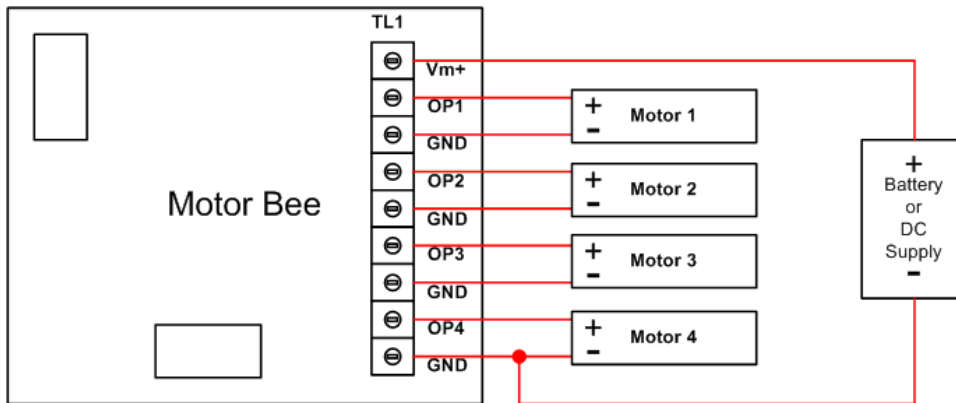 TL1
Vm+
OP1
GND
OP2
GND
OP3
GND
OP4
GND
Motor Bee
+
-
Motor 1
+
-
Motor 2
+
-
Motor 3
+
-
Motor 4
+
Battery
or
DC
Supply
-